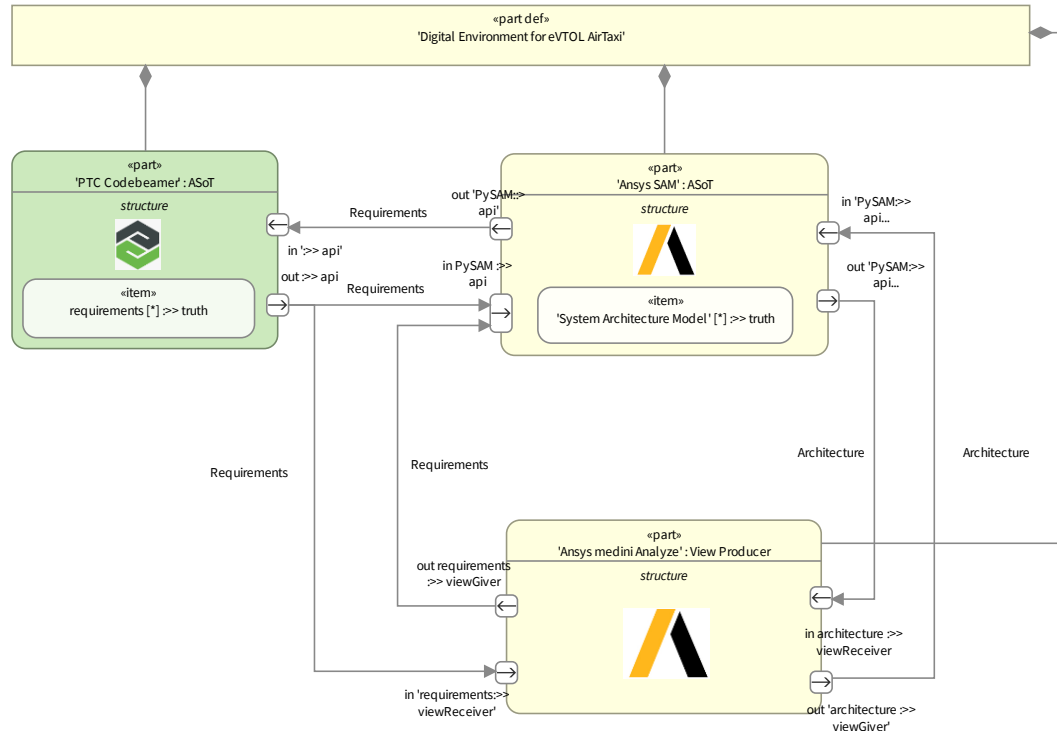 «part def»
'Digital Environment for eVTOL AirTaxi'
«part»
'PTC Codebeamer' : ASoT
structure
«item»
requirements [*] :>> truth
in ':>> api'
out :>> api
Requirements
Requirements
out 'PySAM::>
api'
in PySAM :>>
api
«part»
'Ansys SAM' : ASoT
structure
«item»
'System Architecture Model' [*] :>> truth
in 'PySAM:>>
api...
out 'PySAM:>>
api...
Requirements
Requirements
Architecture
Architecture
«part»
'Ansys medini Analyze' : View Producer
structure
out requirements
:>> viewGiver
in 'requirements:>>
viewReceiver'
in architecture :>>
viewReceiver
out 'architecture :>>
viewGiver'